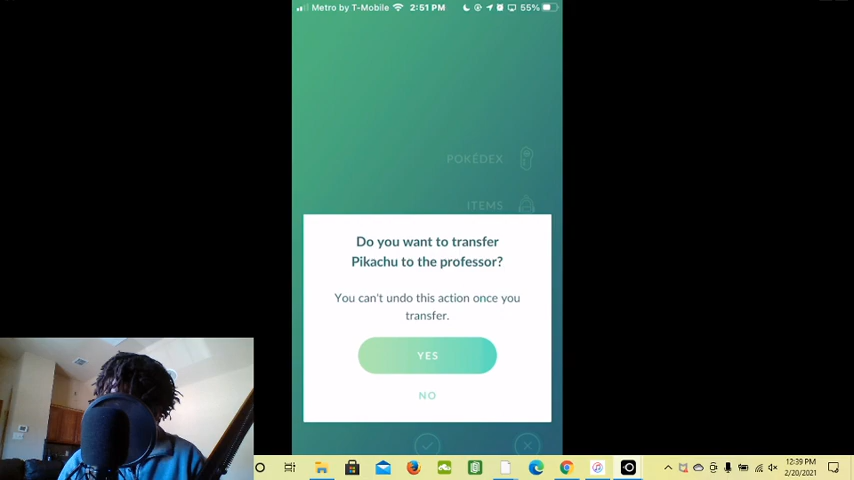 Metro by T-Mobile 2:51 PM 55%
POKÉDEX
ITEMS
Do you want to transfer
Pikachu to the professor?
You can't undo this action once you
transfer.
YES
NO
12:39 PM
2/20/2021